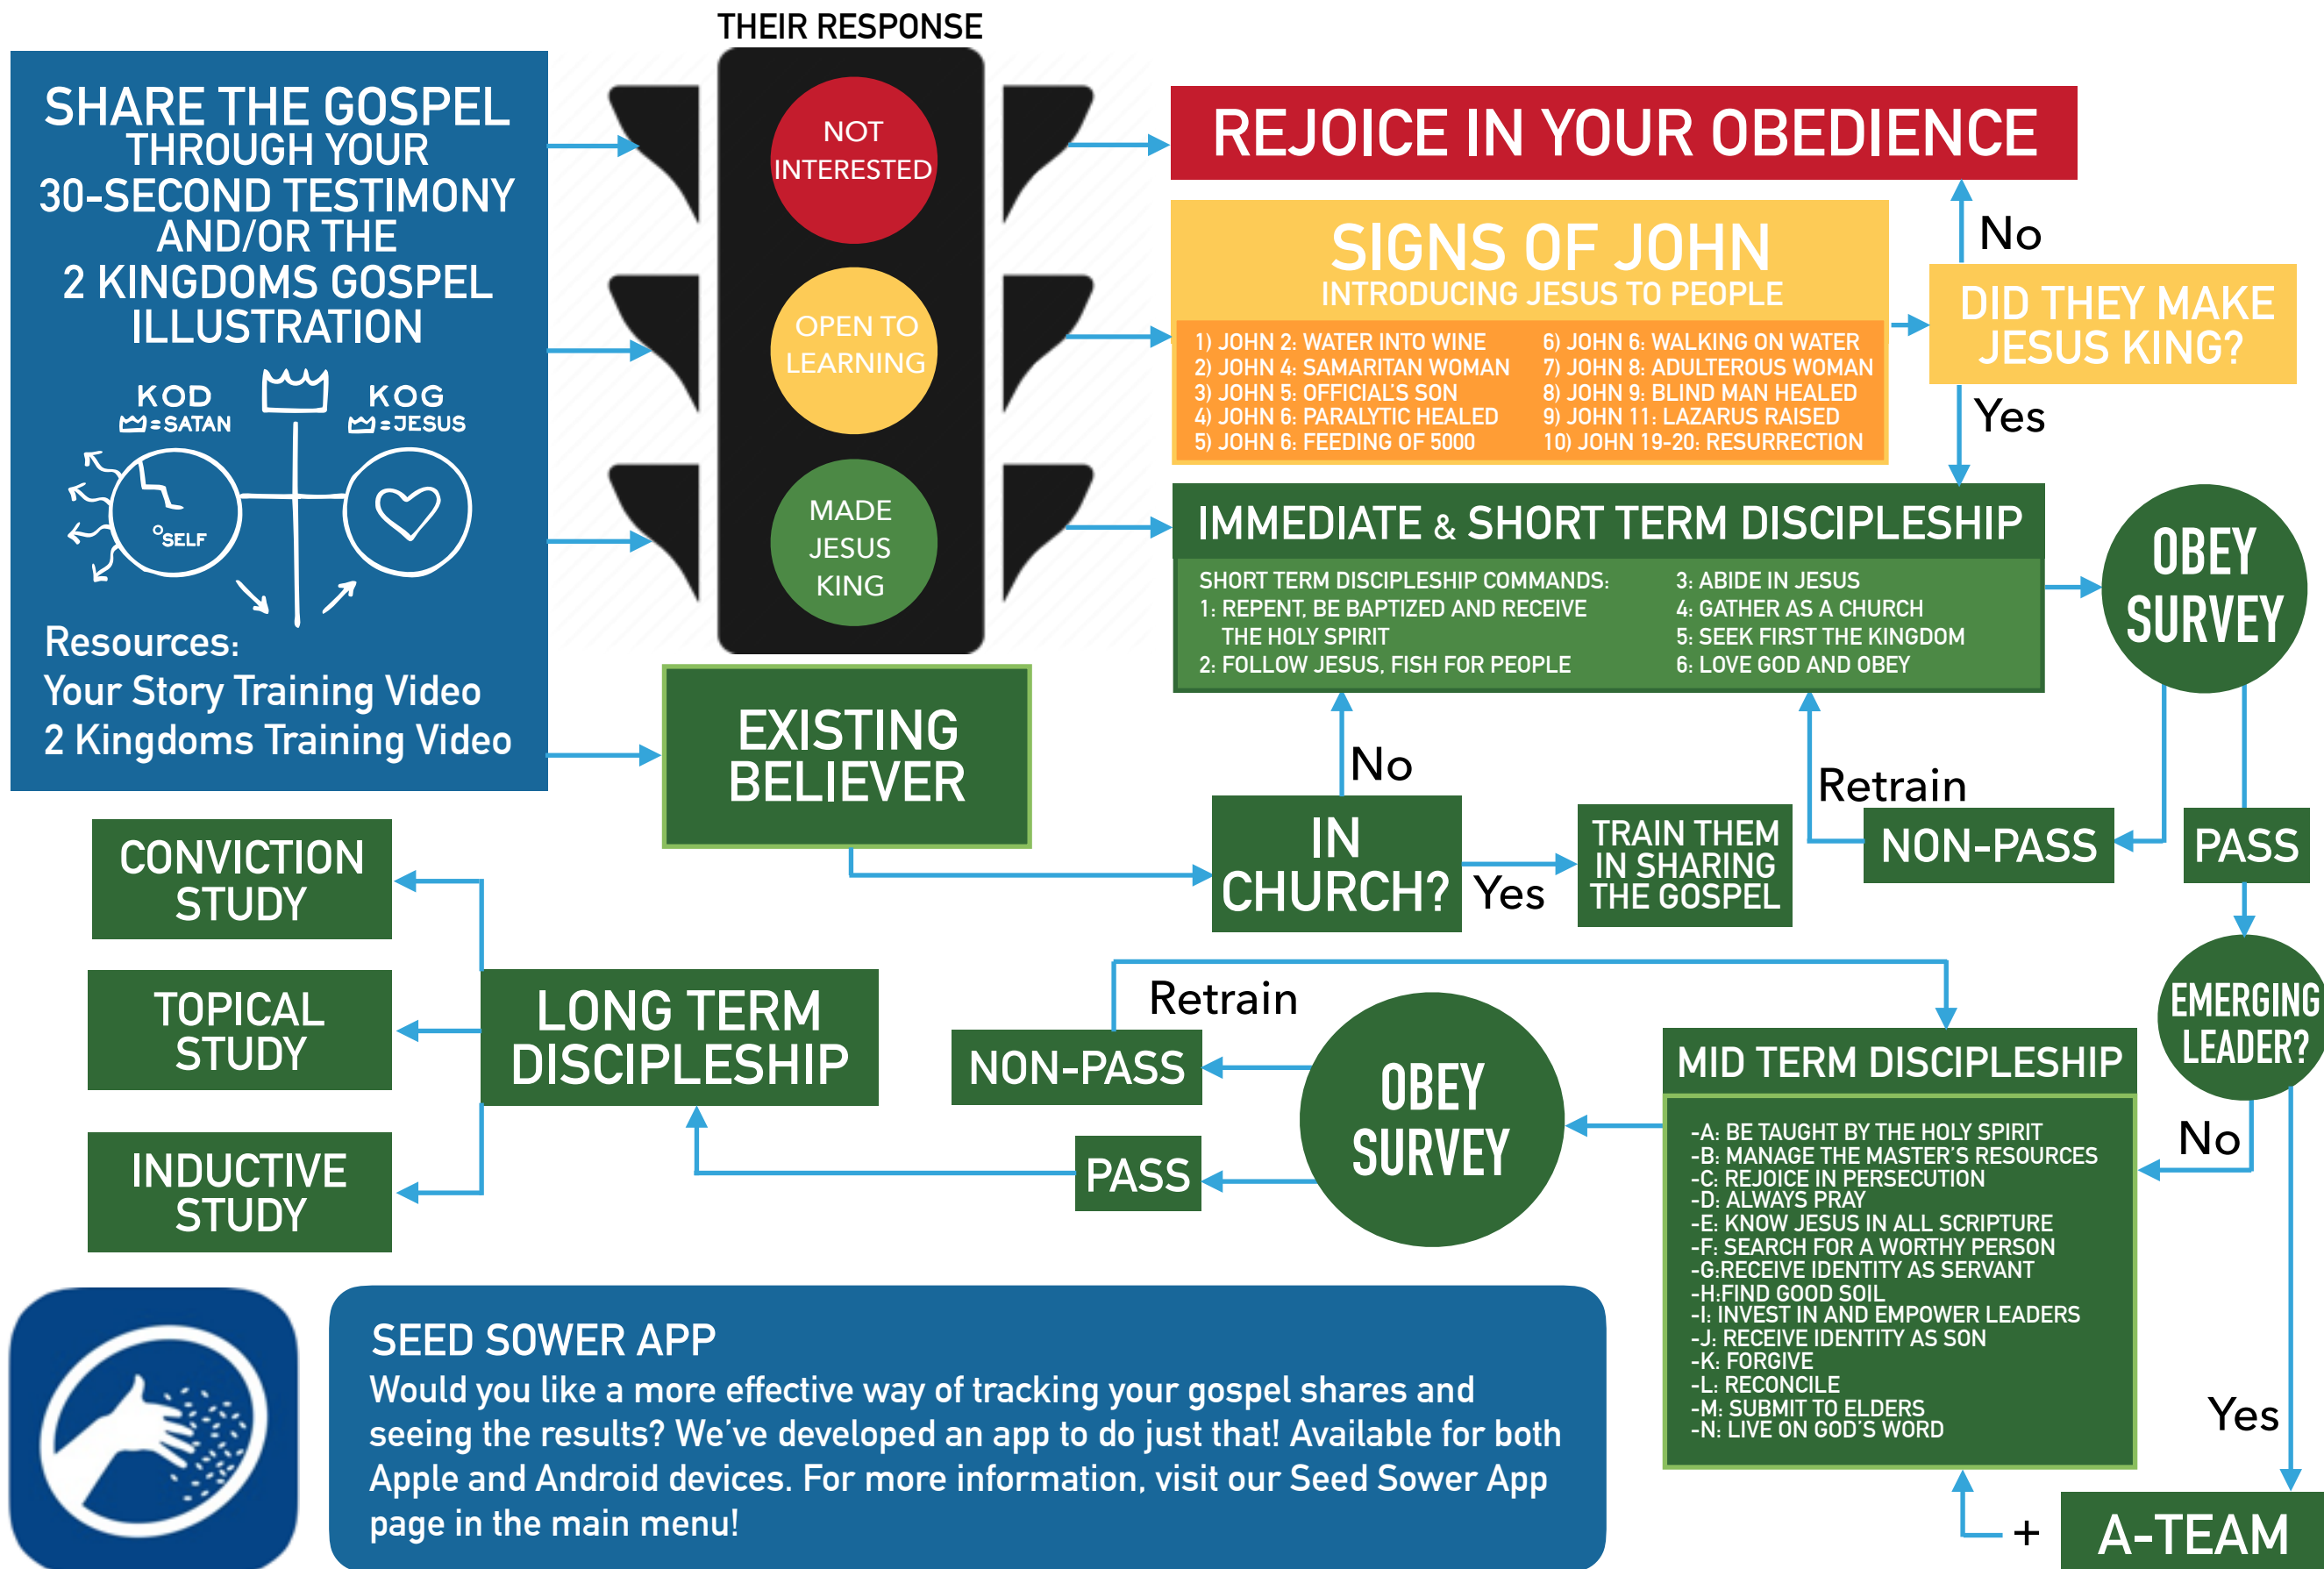 THEIR RESPONSE
SHARE THE GOSPEL
THROUGH YOUR
30-SECOND TESTIMONY
AND/OR THE
2 KINGDOMS GOSPEL
ILLUSTRATION
KOD
=SATAN
KOG
=JESUS
SELF
Resources:
Your Story Training Video
2 Kingdoms Training Video
NOT
INTERESTED
OPEN TO
LEARNING
MADE
JESUS
KING
REJOICE IN YOUR OBEDIENCE
SIGNS OF JOHN
INTRODUCING JESUS TO PEOPLE
1) JOHN 2: WATER INTO WINE
2) JOHN 4: SAMARITAN WOMAN
3) JOHN 5: OFFICIAL'S SON
4) JOHN 6: PARALYTIC HEALED
5) JOHN 6: FEEDING OF 5000
6) JOHN 6: WALKING ON WATER
7) JOHN 8: ADULTEROUS WOMAN
8) JOHN 9: BLIND MAN HEALED
9) JOHN 11: LAZARUS RAISED
10) JOHN 19-20: RESURRECTION
No
DID THEY MAKE
JESUS KING?
Yes
IMMEDIATE & SHORT TERM DISCIPLESHIP
SHORT TERM DISCIPLESHIP COMMANDS:
1: REPENT, BE BAPTIZED AND RECEIVE
THE HOLY SPIRIT
2: FOLLOW JESUS, FISH FOR PEOPLE
3: ABIDE IN JESUS
4: GATHER AS A CHURCH
5: SEEK FIRST THE KINGDOM
6: LOVE GOD AND OBEY
OBEY
SURVEY
EXISTING
BELIEVER
No
IN
CHURCH?
Yes
TRAIN THEM
IN SHARING
THE GOSPEL
Retrain
NON-PASS
PASS
EMERGING
LEADER?
No
Yes
CONVICTION
STUDY
TOPICAL
STUDY
INDUCTIVE
STUDY
LONG TERM
DISCIPLESHIP
Retrain
NON-PASS
PASS
OBEY
SURVEY
MID TERM DISCIPLESHIP
-A: BE TAUGHT BY THE HOLY SPIRIT
-B: MANAGE THE MASTER'S RESOURCES
-C: REJOICE IN PERSECUTION
-D: ALWAYS PRAY
-E: KNOW JESUS IN ALL SCRIPTURE
-F: SEARCH FOR A WORTHY PERSON
-G:RECEIVE IDENTITY AS SERVANT
-H:FIND GOOD SOIL
-I: INVEST IN AND EMPOWER LEADERS
-J: RECEIVE IDENTITY AS SON
-K: FORGIVE
-L: RECONCILE
-M: SUBMIT TO ELDERS
-N: LIVE ON GOD'S WORD
+
A-TEAM
SEED SOWER APP
Would you like a more effective way of tracking your gospel shares and
seeing the results? We've developed an app to do just that! Available for both
Apple and Android devices. For more information, visit our Seed Sower App
page in the main menu!